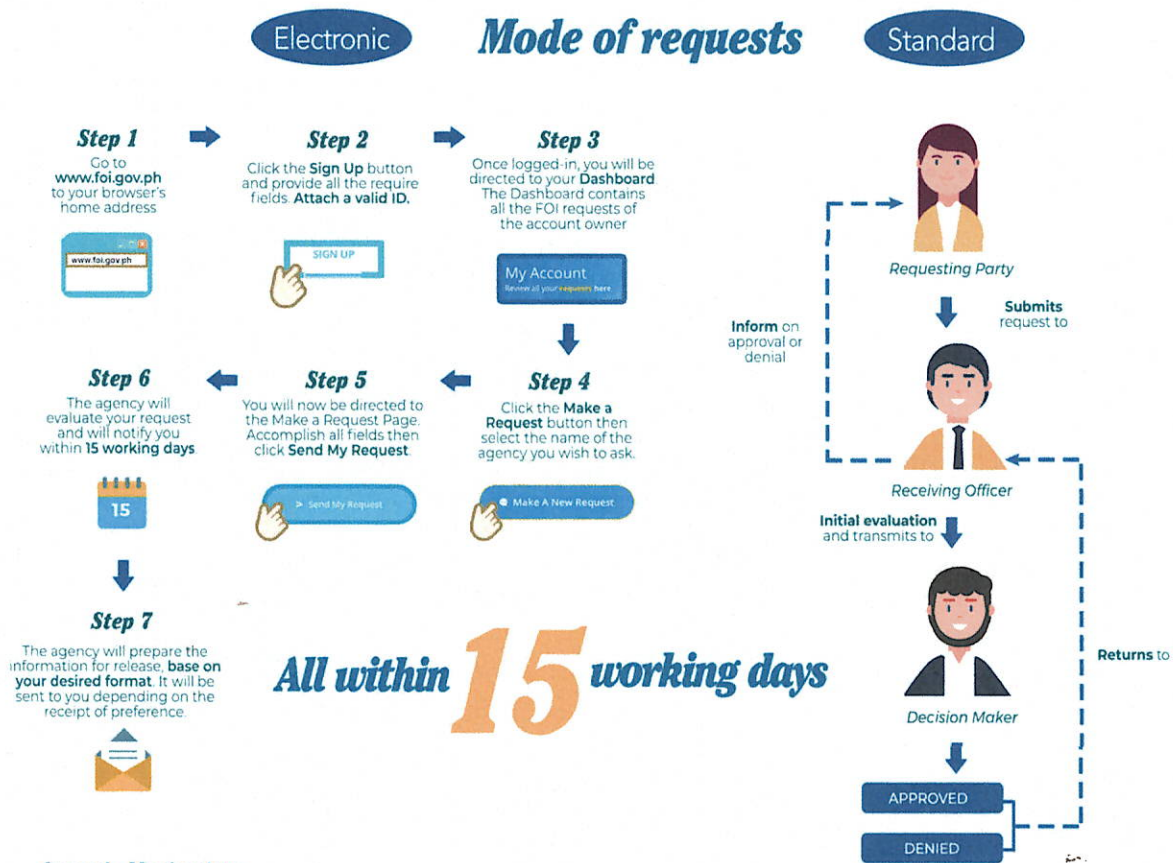 Electronic
Mode of requests
Standard
Step 1
Go to
www.foi.gov.ph
to your browser's
home address
www.foi.gov.ph
Step 2
Click the Sign Up button
and provide all the require
fields. Attach a valid ID.
SIGN UP
Step 3
Once logged-in, you will be
directed to your Dashboard
The Dashboard contains
all the FOI requests of
the account owner
My Account
Review all your requests here
Step 4
Click the Make a
Request button then
select the name of the
agency you wish to ask.
Make A New Request
Step 5
You will now be directed to
the Make a Request Page.
Accomplish all fields then
click Send My Request
> Send My Request
Step 6
The agency will
evaluate your request
and will notify you
within 15 working days
15
Step 7
The agency will prepare the
information for release, base on
your desired format. It will be
sent to you depending on the
receipt of preference.
All within 15 working days
Requesting Party
Submits
request to
Inform on
approval or
denial
Receiving Officer
Initial evaluation
and transmits to
Decision Maker
Returns to
APPROVED
DENIED